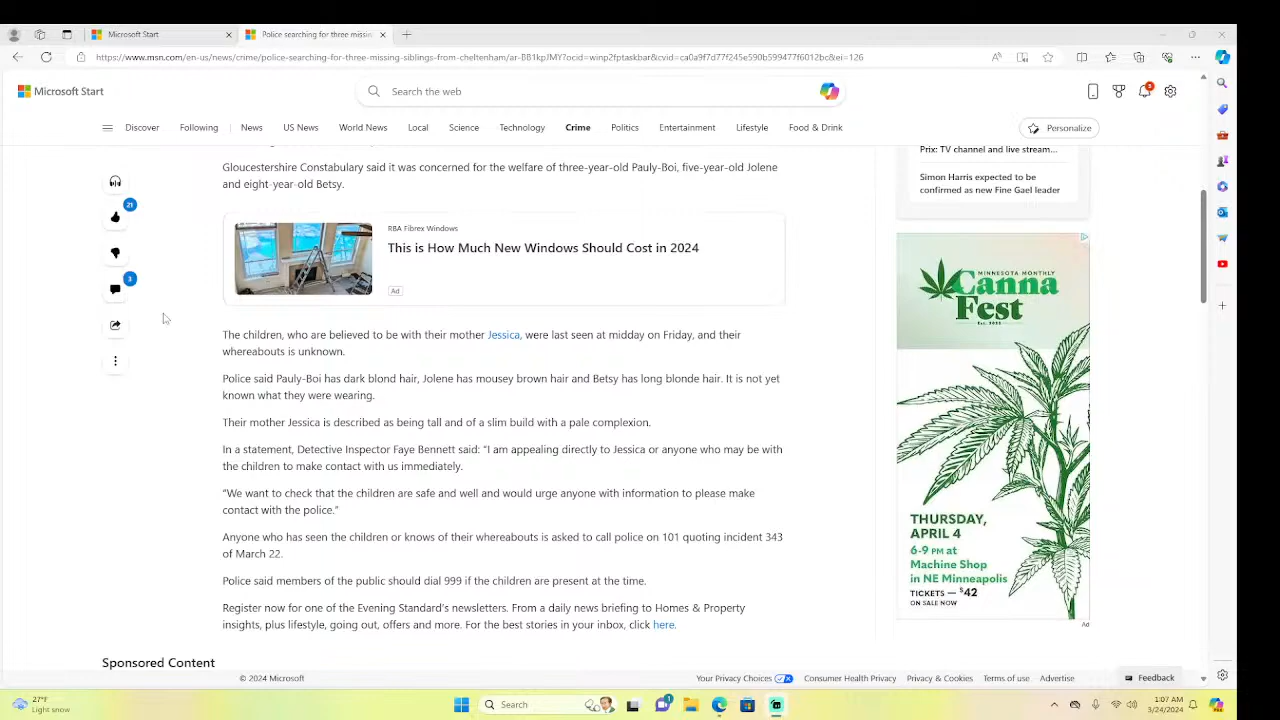 Microsoft Start
Police searching for three missin
https://www.msn.com/en-us/news/crime/police-searching-for-three-missing-siblings-from-cheltenham/ar-BB1kpJMY?ocid=winp2fptaskbar&cvid=ca0a9f7d77f245e590b599477f6012bc&ei=126
Microsoft Start
Search the web
3
Discover
Following
News
US News
World News
Local
Science
Technology
Crime
Politics
Entertainment
Lifestyle
Food & Drink
Personalize
21
3
Gloucestershire Constabulary said it was concerned for the welfare of three-year-old Pauly-Boi, five-year-old Jolene
and eight-year-old Betsy.
RBA Fibrex Windows
This is How Much New Windows Should Cost in 2024
Ad
The children, who are believed to be with their mother Jessica, were last seen at midday on Friday, and their
whereabouts is unknown.
Police said Pauly-Boi has dark blond hair, Jolene has mousey brown hair and Betsy has long blonde hair. It is not yet
known what they were wearing.
Their mother Jessica is described as being tall and of a slim build with a pale complexion.
In a statement, Detective Inspector Faye Bennett said: “I am appealing directly to Jessica or anyone who may be with
the children to make contact with us immediately.
“We want to check that the children are safe and well and would urge anyone with information to please make
contact with the police.”
Anyone who has seen the children or knows of their whereabouts is asked to call police on 101 quoting incident 343
of March 22.
Police said members of the public should dial 999 if the children are present at the time.
Register now for one of the Evening Standard’s newsletters. From a daily news briefing to Homes & Property
insights, plus lifestyle, going out, offers and more. For the best stories in your inbox, click here.
Sponsored Content
Prix: TV channel and live stream...
Simon Harris expected to be
confirmed as new Fine Gael leader
MINNESOTA MONTHLY
Canna
Fest
THURSDAY,
APRIL 4
6-9 PM at
Machine Shop
in NE Minneapolis
TICKETS — $42
ON SALE NOW
Ad
© 2024 Microsoft
Your Privacy Choices
Consumer Health Privacy
Privacy & Cookies
Terms of use
Advertise
Feedback
27°F
Light snow
Search
1:07 AM
3/24/2024